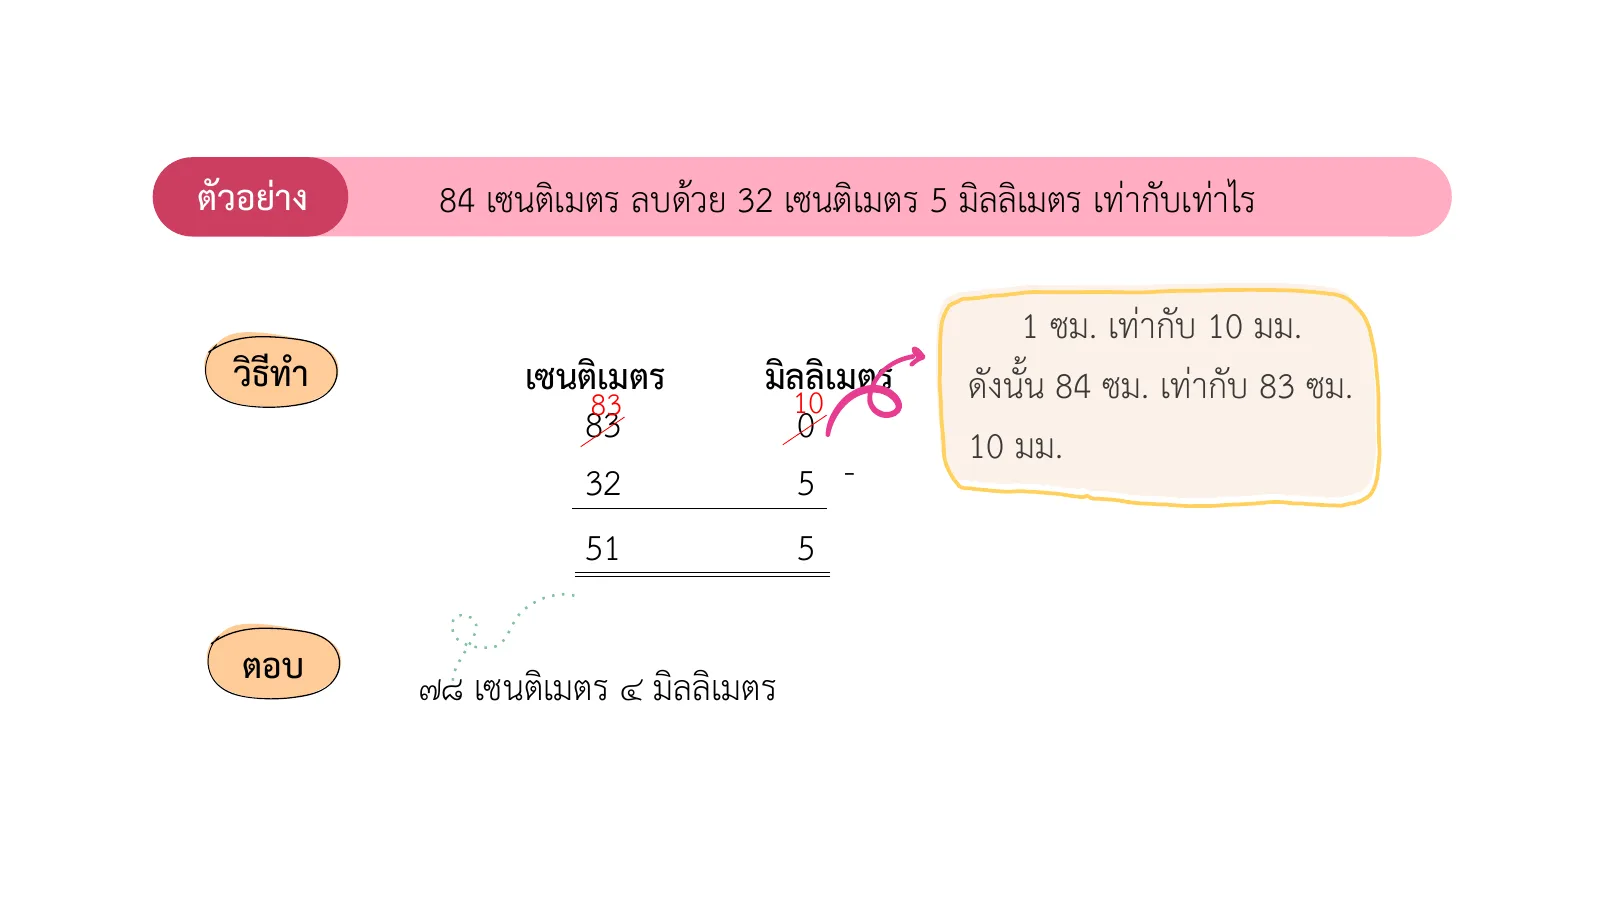 ตัวอย่าง 84 เซนติเมตร ลบด้วย 32 เซนติเมตร 5 มิลลิเมตร เท่ากับเท่าไร
วิธีทำ
เซนติเมตร มิลลิเมตร
83 10
83 0
32 5 -
51 5
1 ซม. เท่ากับ 10 มม.
ดังนั้น 84 ซม. เท่ากับ 83 ซม.
10 มม.
ตอบ
๗๘ เซนติเมตร ๔ มิลลิเมตร